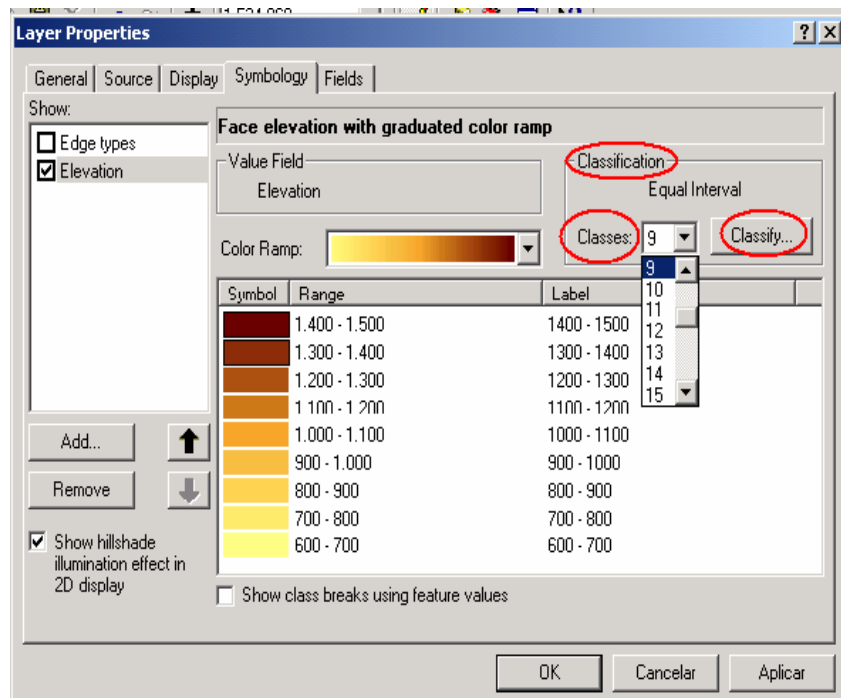 Layer Properties
General Source Display Symbology Fields
Show:
Edge types
Elevation
Face elevation with graduated color ramp
Value Field
Elevation
Classification
Equal Interval
Color Ramp:
Classes: 9
Classify...
9
10
11
12
13
14
15
Symbol Range Label
1.400 - 1.500 1400 - 1500
1.300 - 1.400 1300 - 1400
1.200 - 1.300 1200 - 1300
1.100 - 1.200 1100 - 1200
1.000 - 1.100 1000 - 1100
900 - 1.000 900 - 1000
800 - 900 800 - 900
700 - 800 700 - 800
600 - 700 600 - 700
Add...
Remove
Show hillshade
illumination effect in
2D display
Show class breaks using feature values
OK Cancelar Aplicar